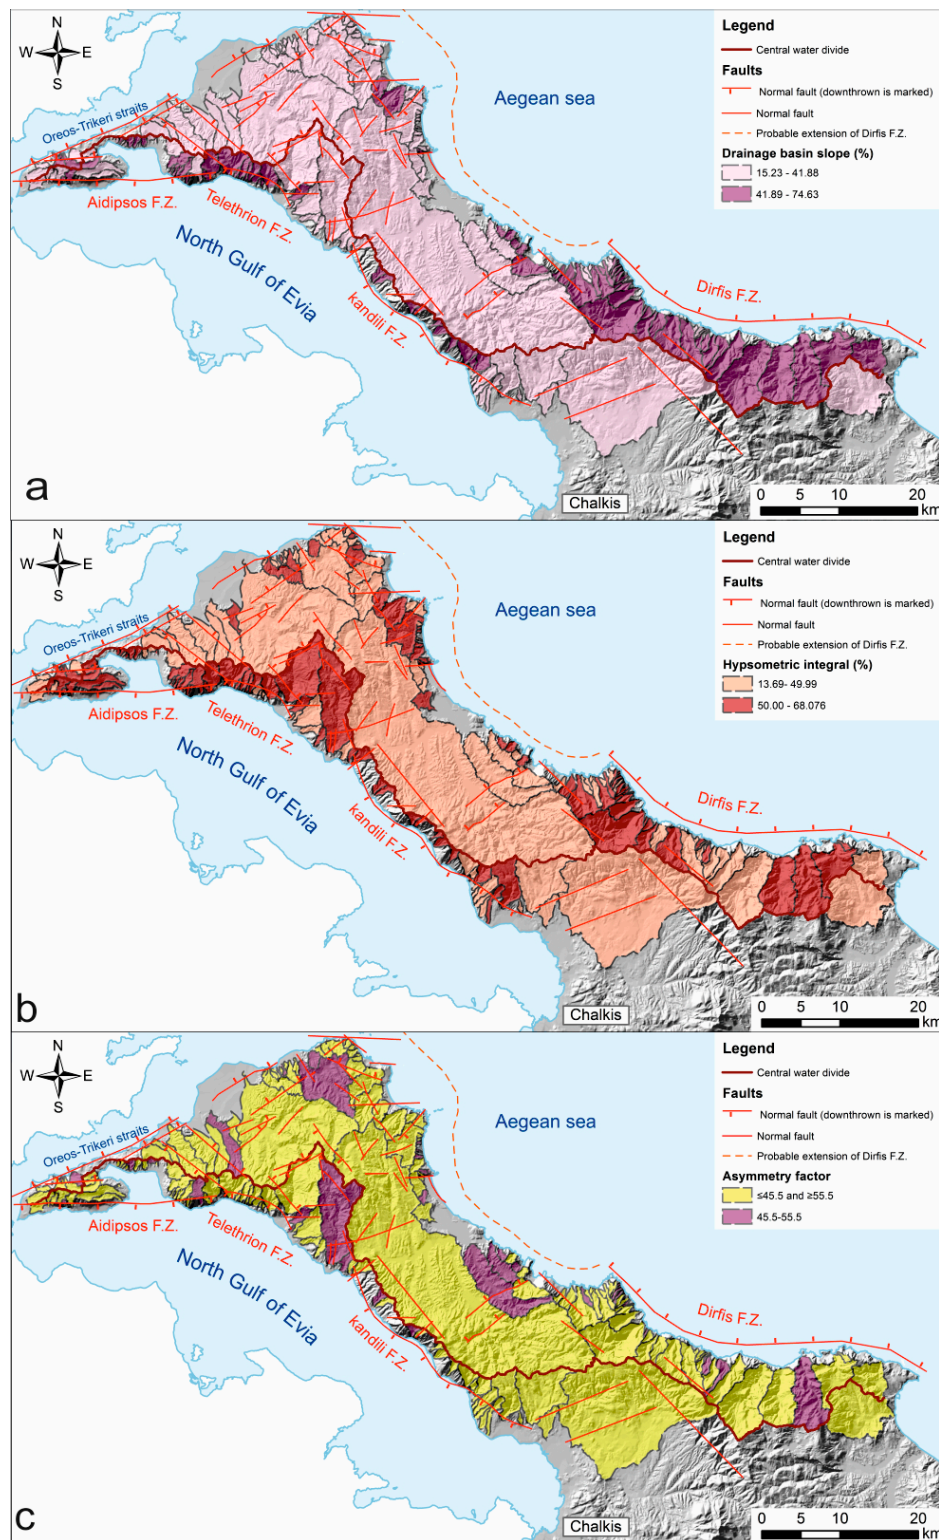 N
W E
S
Oreos-Trikeri straits
Aegean sea
Aidipsos F.Z.
Telethrion F.Z.
North Gulf of Evia
kandili F.Z.
Dirfis F.Z.
Chalkis
Legend
Central water divide
Faults
Normal fault (downthrown is marked)
Normal fault
Probable extension of Dirfis F.Z.
Drainage basin slope (%)
15.23 - 41.88
41.89 - 74.63
0 5 10 20
km
a
N
W E
S
Oreos-Trikeri straits
Aegean sea
Aidipsos F.Z.
Telethrion F.Z.
North Gulf of Evia
kandili F.Z.
Dirfis F.Z.
Chalkis
Legend
Central water divide
Faults
Normal fault (downthrown is marked)
Normal fault
Probable extension of Dirfis F.Z.
Hypsometric integral (%)
13.69- 49.99
50.00 - 68.076
0 5 10 20
km
b
N
W E
S
Oreos-Trikeri straits
Aegean sea
Aidipsos F.Z.
Telethrion F.Z.
North Gulf of Evia
kandili F.Z.
Dirfis F.Z.
Chalkis
Legend
Central water divide
Faults
Normal fault (downthrown is marked)
Normal fault
Probable extension of Dirfis F.Z.
Asymmetry factor
≤45.5 and ≥55.5
45.5-55.5
0 5 10 20
km
c